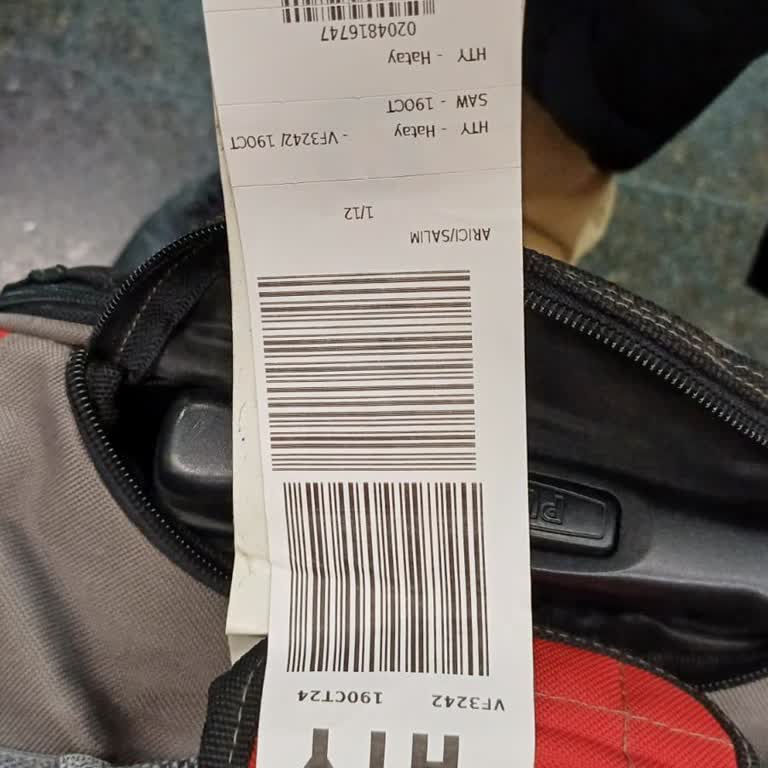 HTY
VF3242 19OCT24
ARICI/SALIM
1/12
HTY - Hatay - VF3242/ 19OCT
SAW - 19OCT
HTY - Hatay
0204816747